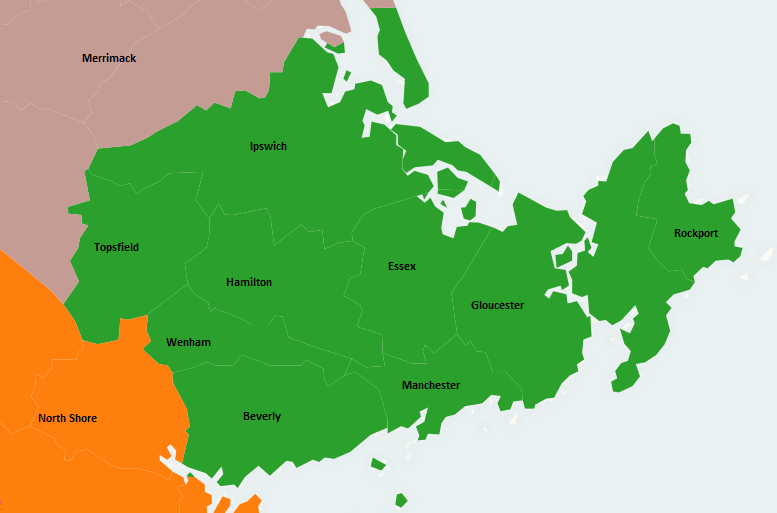 Merrimack
Ipswich
Rockport
Topsfield
Essex
Hamilton
Gloucester
Wenham
Manchester
North Shore
Beverly